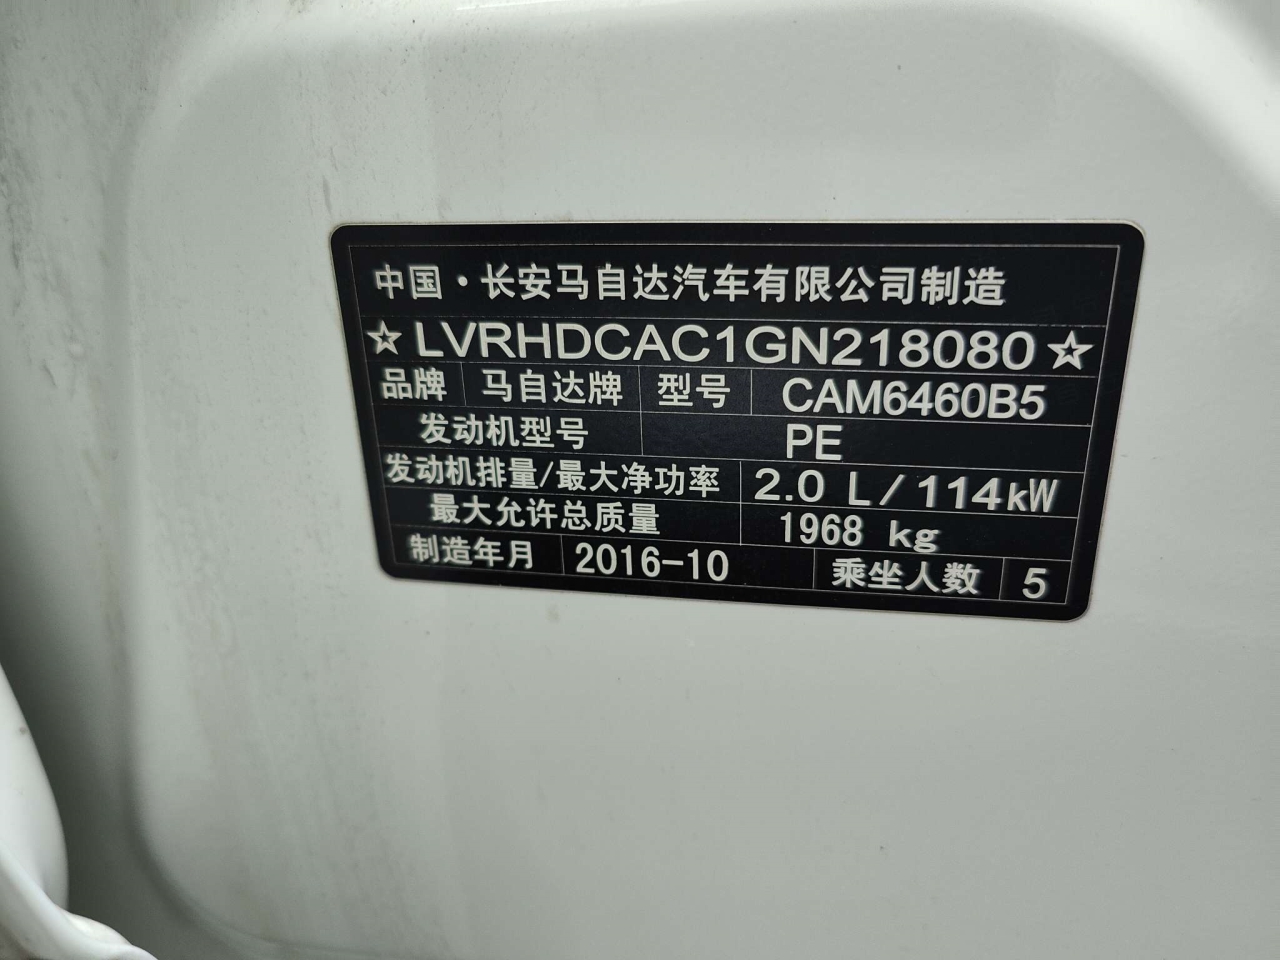 中国·长安马自达汽车有限公司制造
☆LVRHDCAC1GN218080☆
品牌 马自达牌 型号 CAM6460B5
发动机型号 PE
发动机排量/最大净功率 2.0 L/114kW
最大允许总质量 1968 kg
制造年月 2016-10 乘坐人数 5